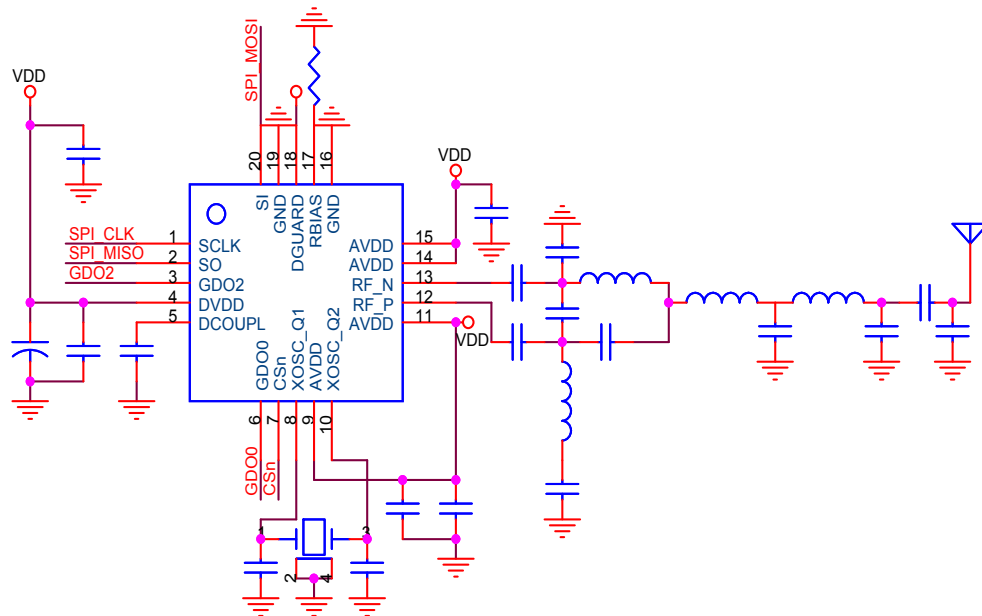 SPI_MOSI
VDD
20
19
18
17
16
SI
GND
DGUARD
RBIAS
GND
VDD
SPI_CLK
1
SCLK
AVDD
15
SPI_MISO
2
SO
AVDD
14
GDO2
3
GDO2
RF_N
13
4
DVDD
RF_P
12
5
DCOUPL
AVDD
11
VDD
GDO0
CSn
XOSC_Q1
AVDD
XOSC_Q2
6
7
8
9
10
GDO0
CSn
1
3
2
4